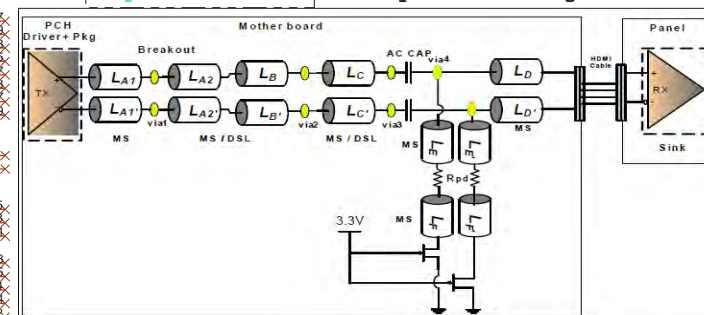 PCH
Driver+ Pkg
Mother board
Panel
Breakout
AC CAP
via4
HDMI
Cable
TX
+
-
LA1
LA2
LB
LC
LD
+
-
RX
LA1'
LA2'
LB'
LC'
LD'
via1
via2
via3
MS
MS / DSL
MS / DSL
MS
Sink
MS
LE
LE'
Rpd
MS
LF
LF'
3.3V